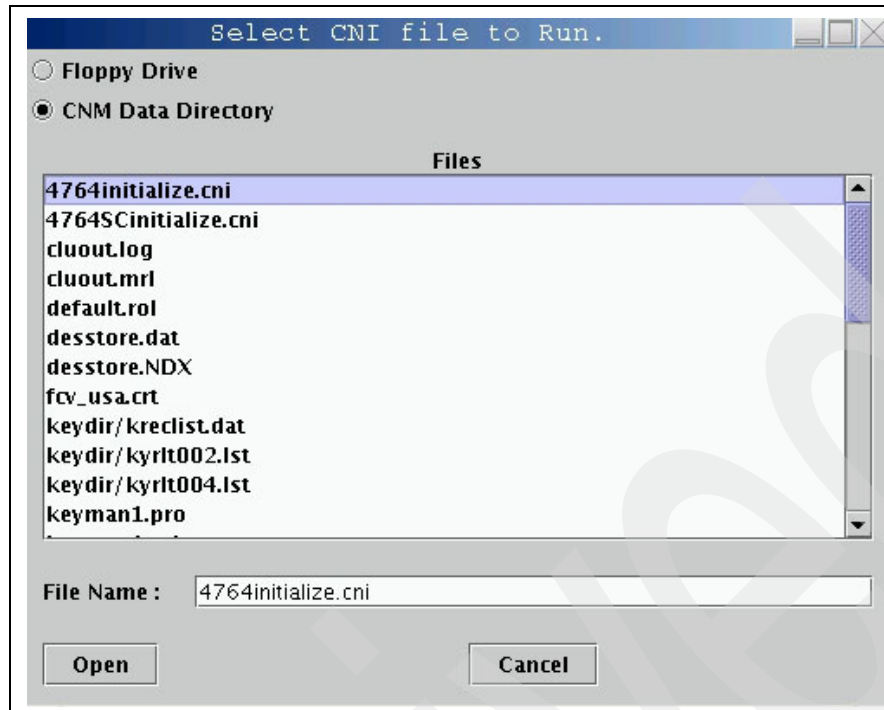 Select CNI file to Run.
Floppy Drive
CNM Data Directory
Files
4764initialize.cni
4764SCinitialize.cni
cluout.log
cluout.mrl
default.rol
desstore.dat
desstore.NDX
fcv_usa.crt
keydir/kreclist.dat
keydir/kyrlt002.lst
keydir/kyrlt004.lst
keyman1.pro
File Name :
4764initialize.cni
Open
Cancel